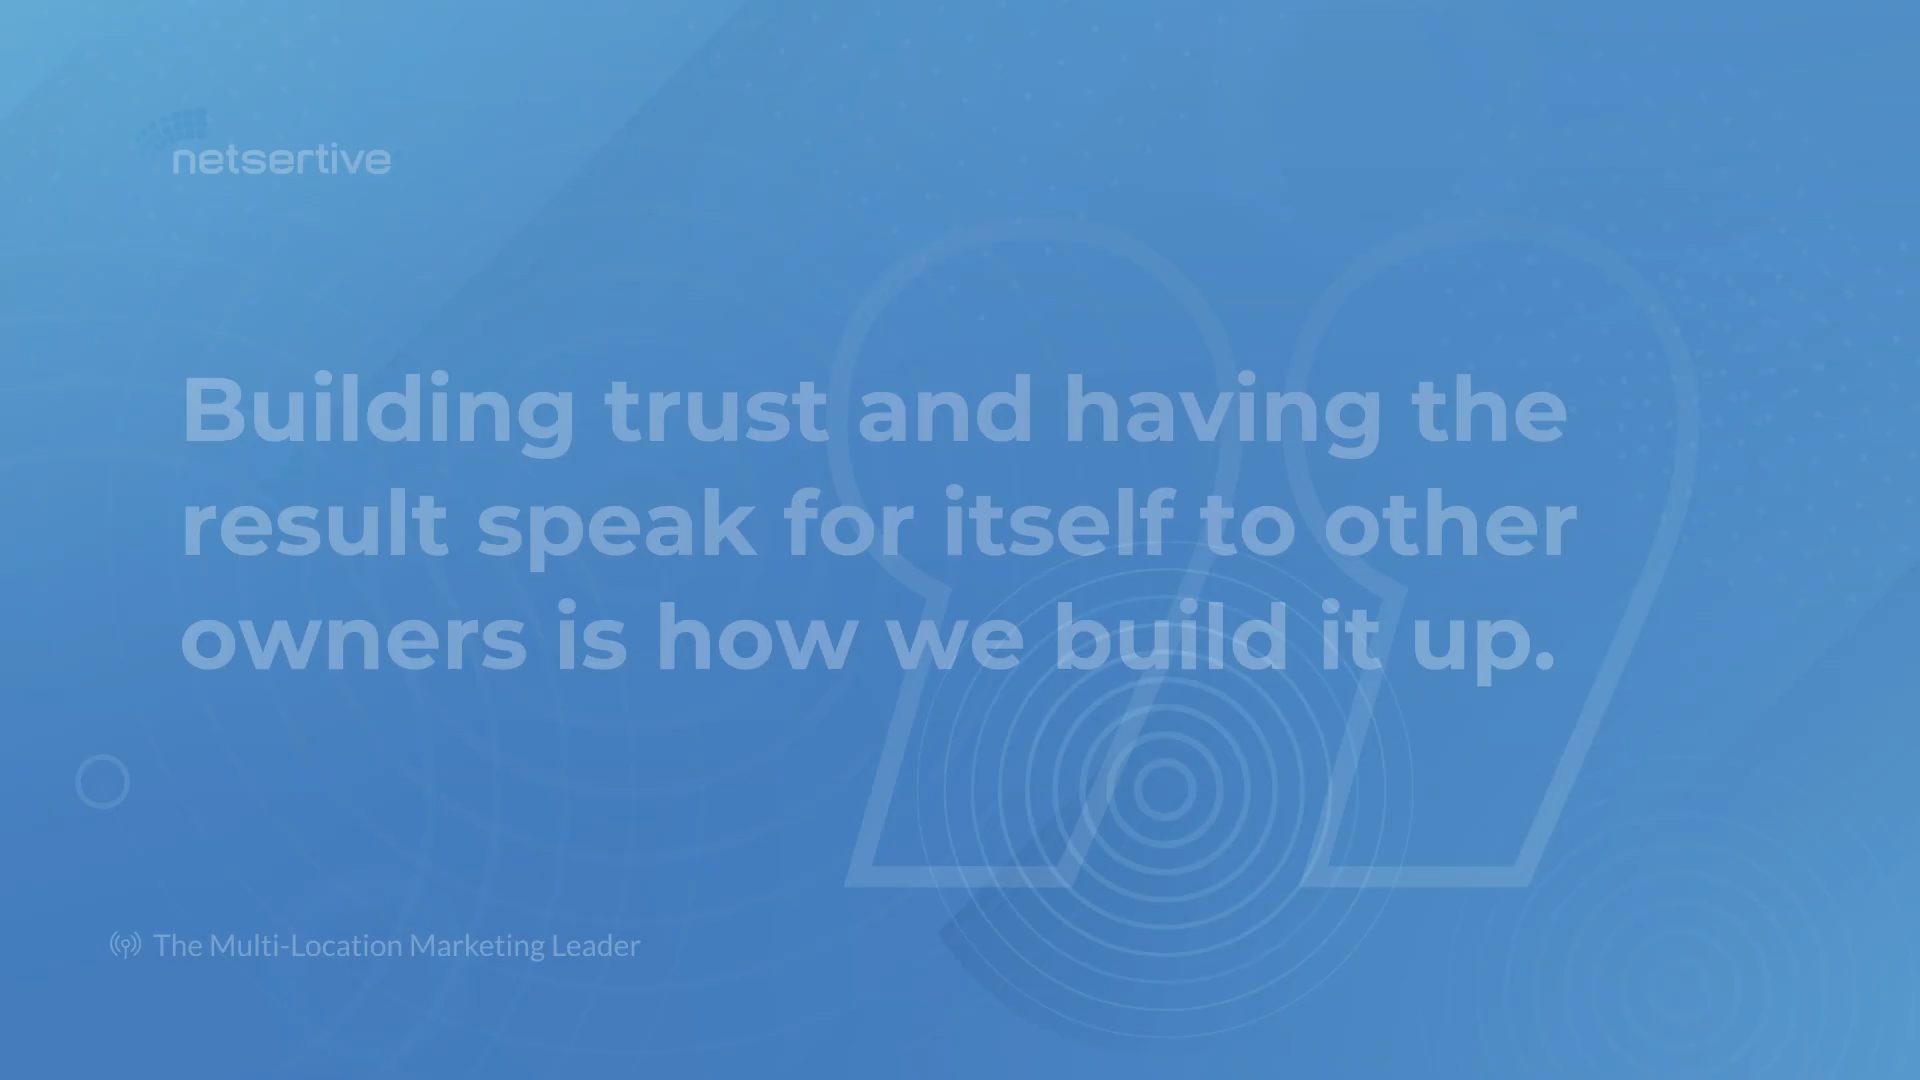 netsertive
Building trust and having the
result speak for itself to other
owners is how we build it up.
The Multi-Location Marketing Leader